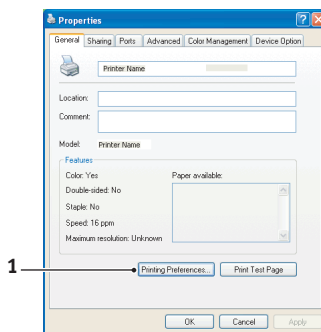 Properties
General Sharing Ports Advanced Color Management Device Option
Printer Name
Location:
Comment:
Model: Printer Name
Features
Color: Yes Paper available:
Double-sided: No
Staple: No
Speed: 16 ppm
Maximum resolution: Unknown
1 Printing Preferences... Print Test Page
OK Cancel Apply